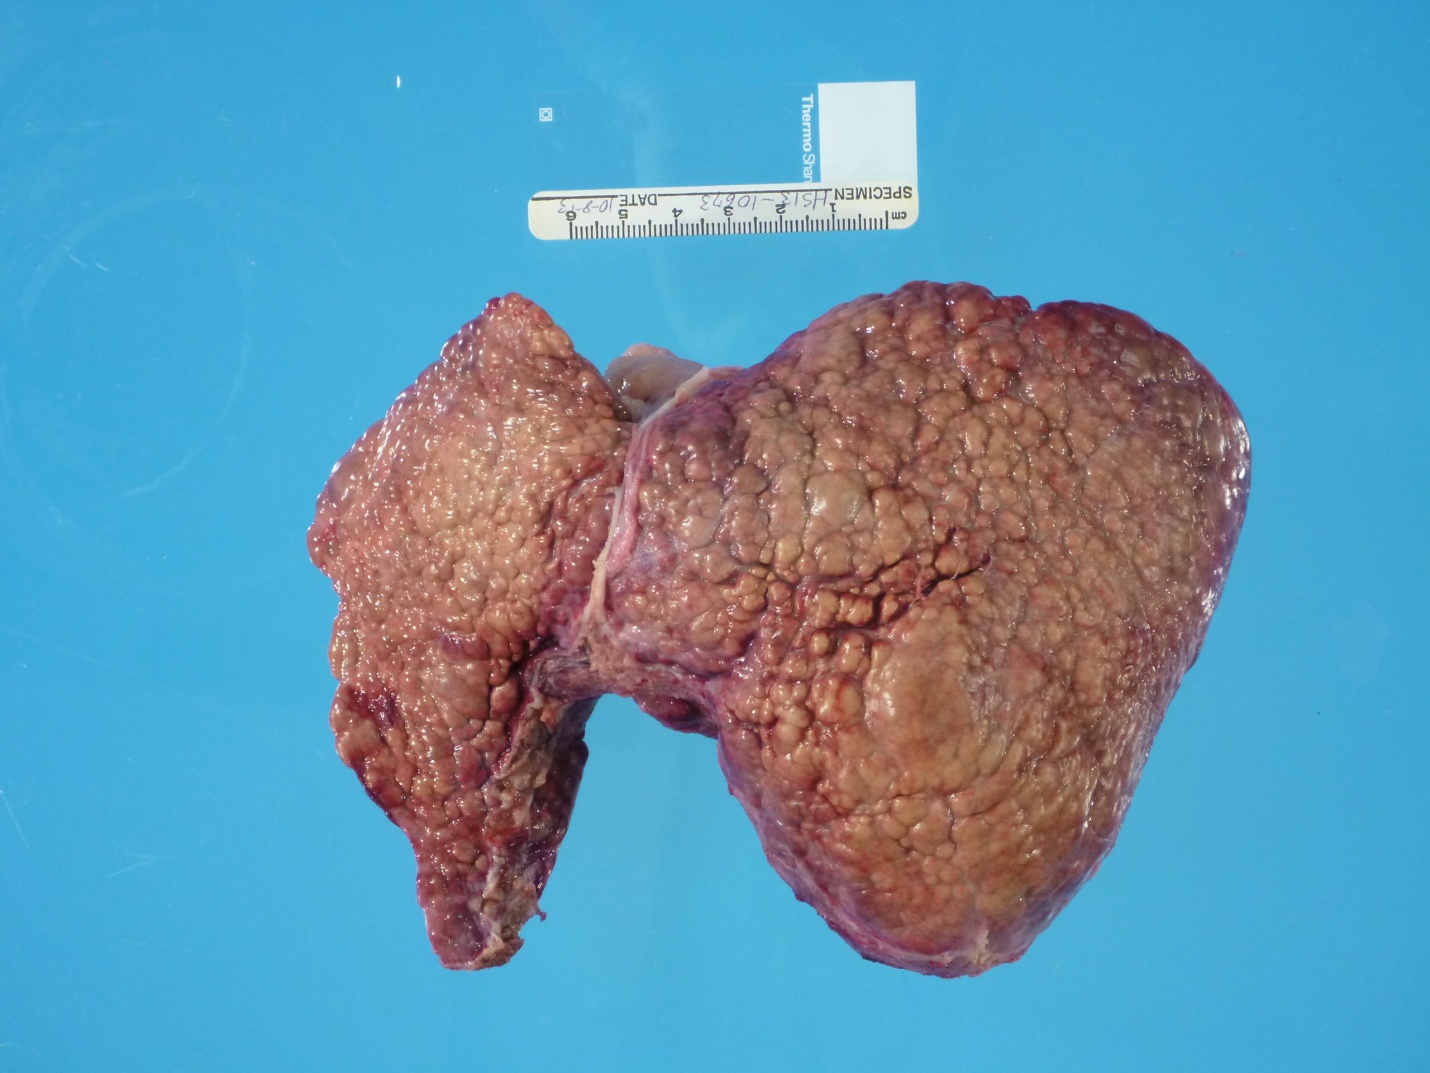 Thermo Shan
SPECIMEN HS13-10673 DATE 10-8-13
cm 1 2 3 4 5 6